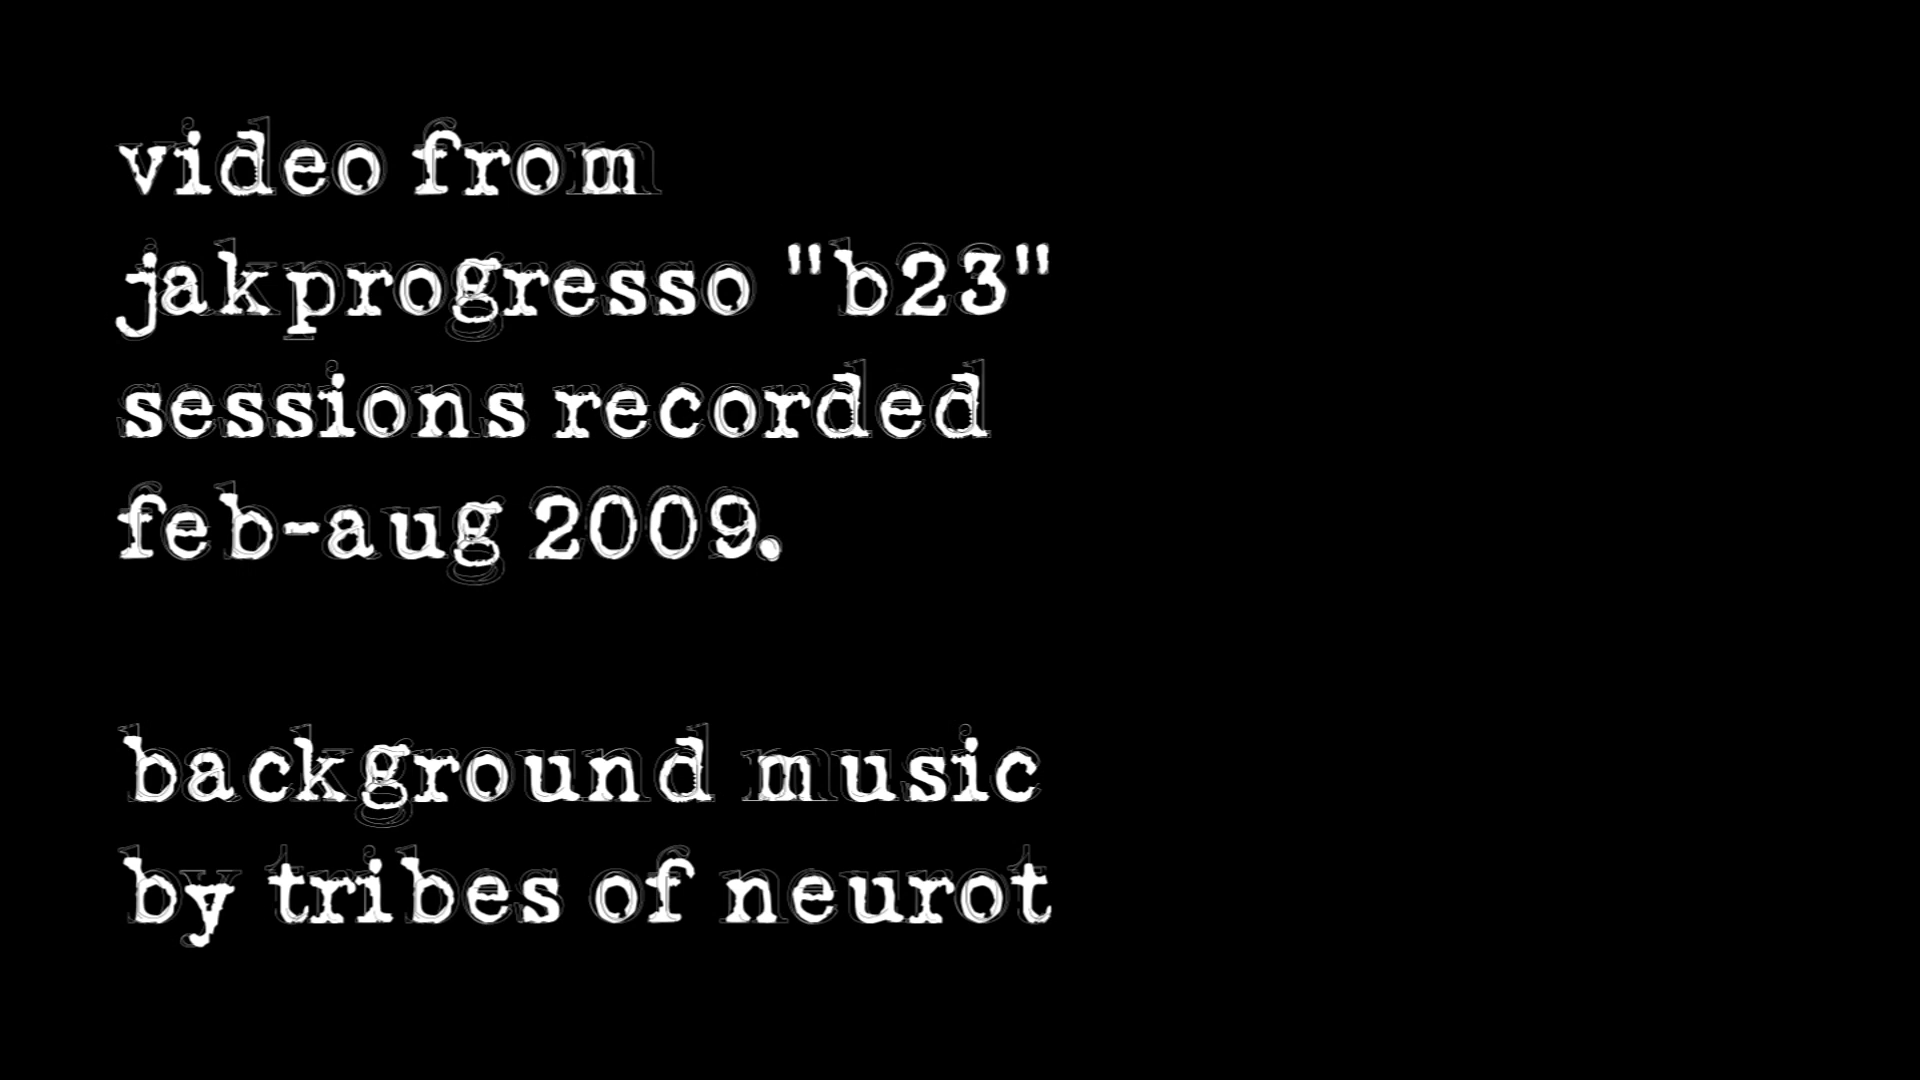 video from
jakprogresso "b23"
sessions recorded
feb-aug 2009.
background music
by tribes of neurot